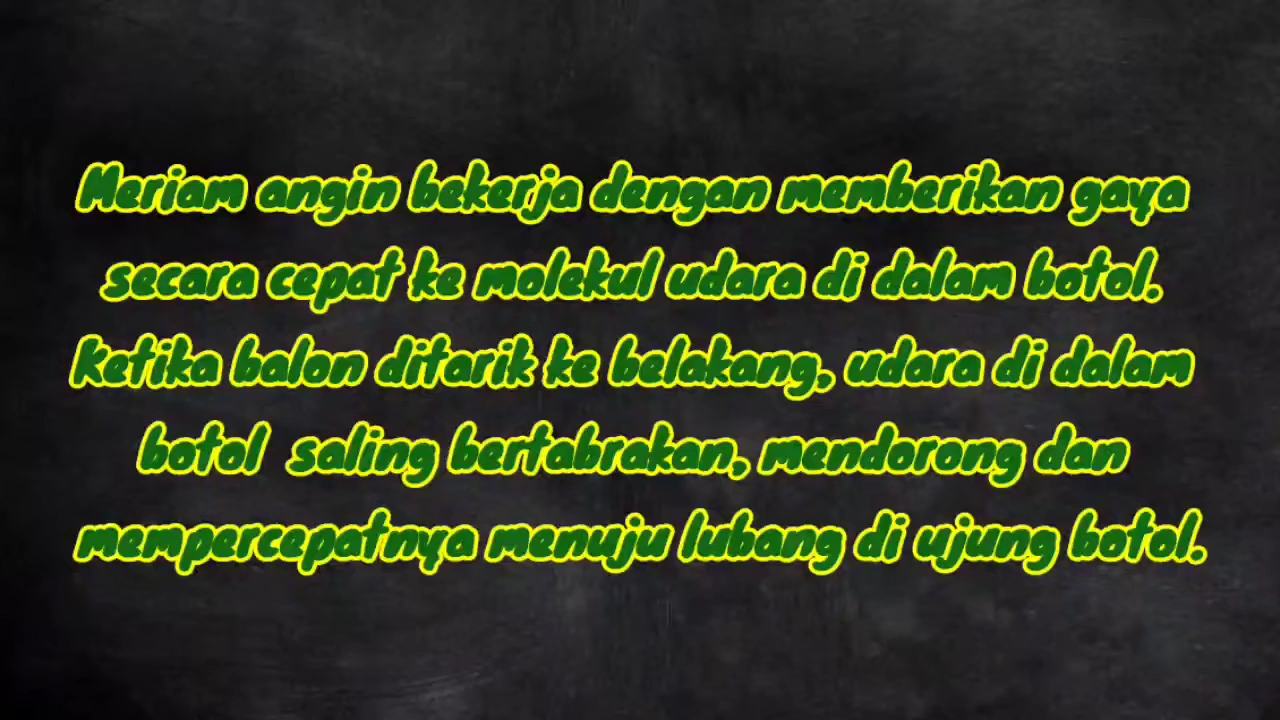 Meriam angin bekerja dengan memberikan gaya
secara cepat ke molekul udara di dalam botol.
Ketika balon ditarik ke belakang, udara di dalam
botol saling bertabrakan, mendorong dan
mempercepatnya menuju lubang di ujung botol.